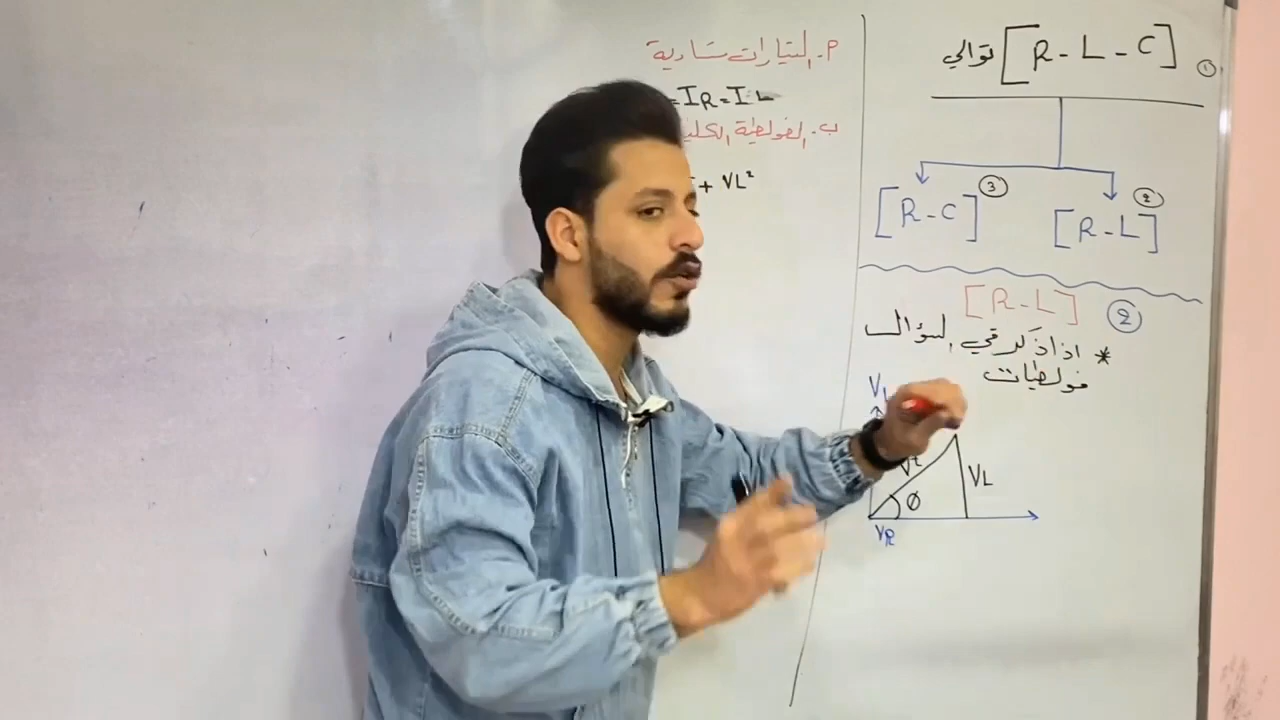 [R - L - C] توالي ①
[R - C] ③
[R - L] ②
[R - L] ②
* اذا ذكر في السؤال
فولطيات
VL
VL
Φ
VR
م. التيارات متساوية
= IR = IL
ب. الفولطية الكلية
+ VL²